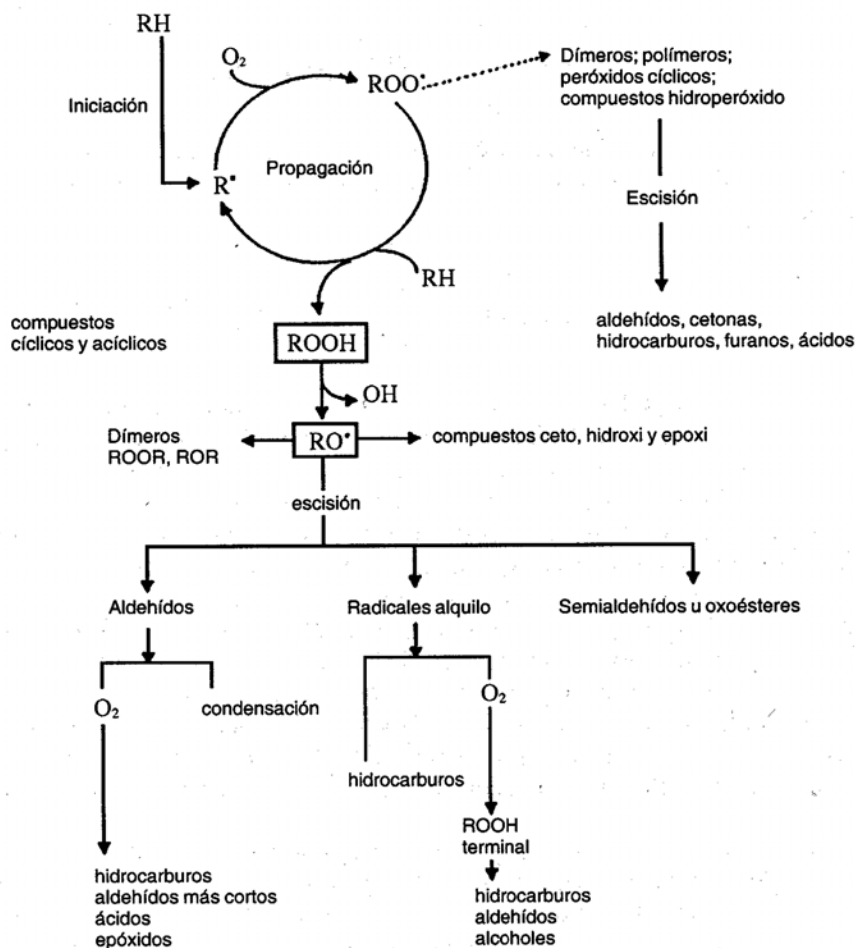 RH
O₂
ROO•
Dímeros; polímeros;
peróxidos cíclicos;
compuestos hidroperóxido
Iniciación
Propagación
R•
Escisión
RH
compuestos
cíclicos y acíclicos
ROOH
aldehídos, cetonas,
hidrocarburos, furanos, ácidos
OH
Dímeros
ROOR, ROR
RO•
compuestos ceto, hidroxi y epoxi
escisión
Aldehídos
Radicales alquilo
Semialdehídos u oxoésteres
O₂
condensación
O₂
hidrocarburos
ROOH
terminal
hidrocarburos
aldehídos más cortos
ácidos
epóxidos
hidrocarburos
aldehídos
alcoholes